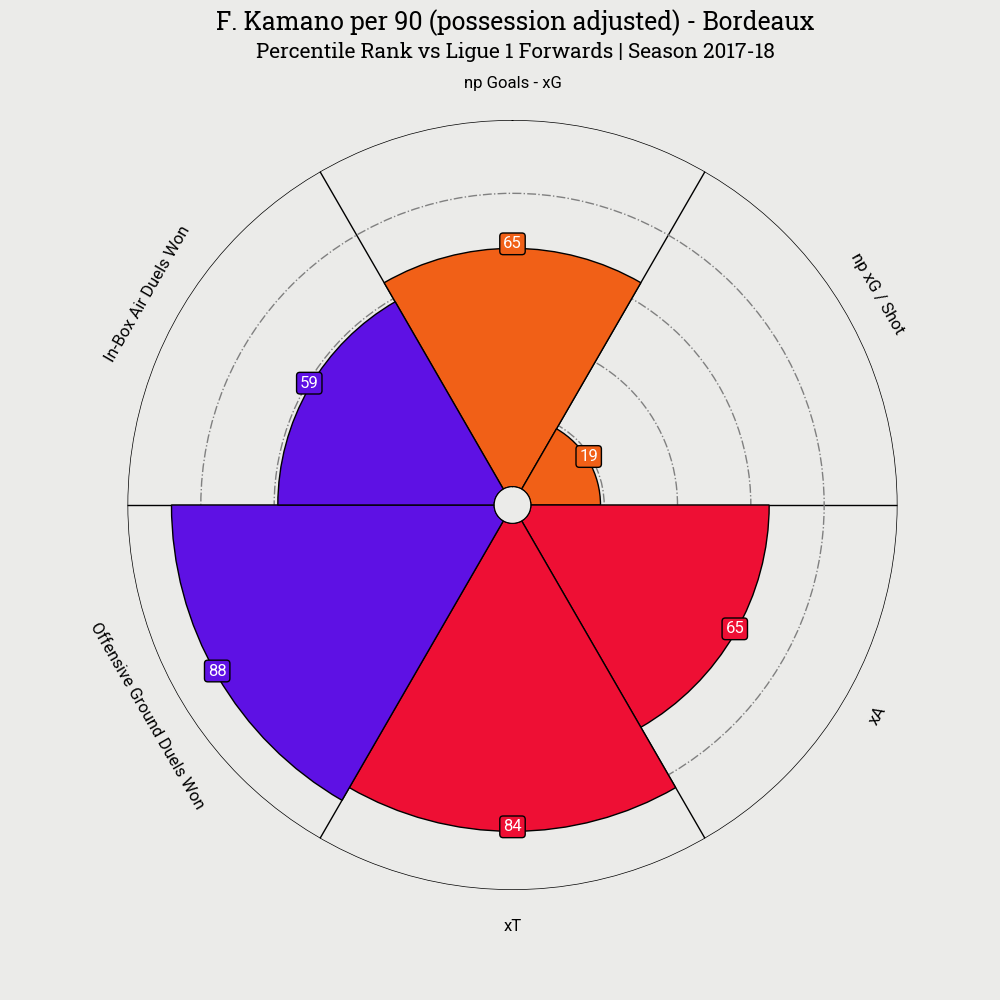 F. Kamano per 90 (possession adjusted) - Bordeaux
Percentile Rank vs Ligue 1 Forwards | Season 2017-18
np Goals - xG
65
np xG / Shot
19
In-Box Air Duels Won
59
xA
65
Offensive Ground Duels Won
88
84
xT